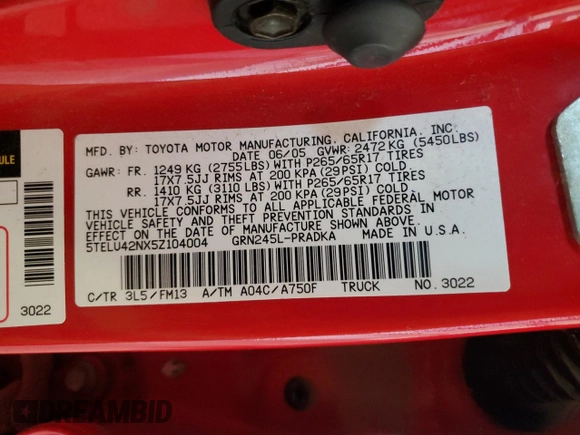 MFD. BY: TOYOTA MOTOR MANUFACTURING, CALIFORNIA, INC.
DATE 06/05 GVWR: 2472KG (5450LBS)
GAWR: FR. 1249 KG (2755LBS) WITH P265/65R17 TIRES
17X7.5JJ RIMS AT 200 KPA (29PSI) COLD
RR. 1410 KG (3110 LBS) WITH P265/65R17 TIRES
17X7.5JJ RIMS AT 200 KPA (29PSI) COLD.
THIS VEHICLE CONFORMS TO ALL APPLICABLE FEDERAL MOTOR
VEHICLE SAFETY AND THEFT PREVENTION STANDARDS IN
EFFECT ON THE DATE OF MANUFACTURE SHOWN ABOVE.
5TELU42NX5Z104004 GRN245L-PRADKA MADE IN U.S.A.
C/TR 3L5/FM13 A/TM A04C/A750F TRUCK NO. 3022
ULE
3022
DREAMBID